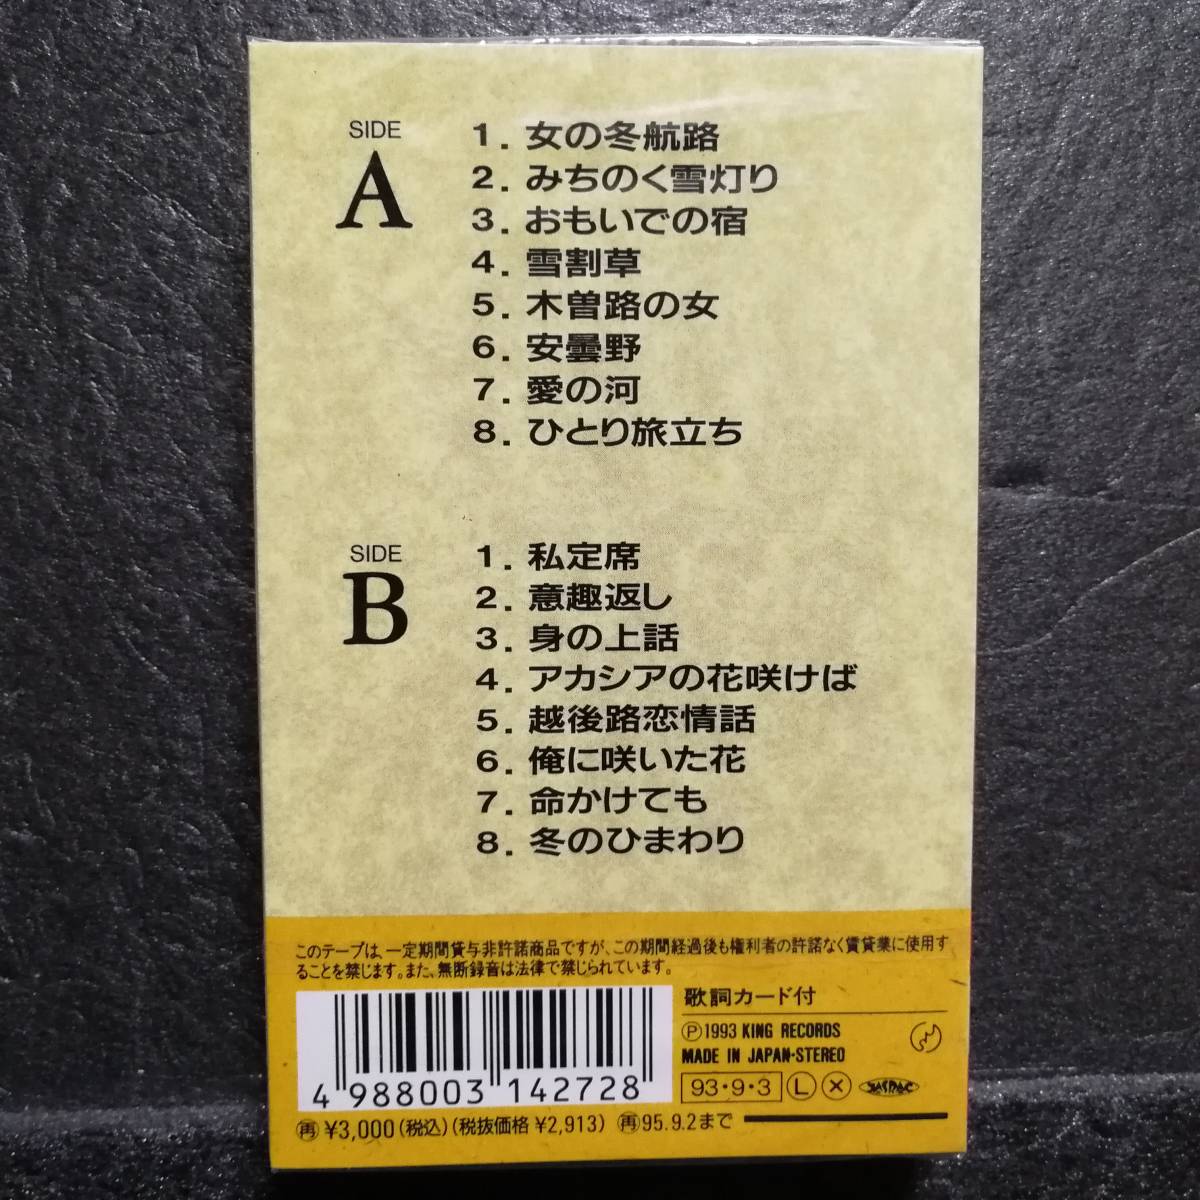 SIDE
A
1. 女の冬航路
2. みちのく雪灯り
3. おもいでの宿
4. 雪割草
5. 木曽路の女
6. 安曇野
7. 愛の河
8. ひとり旅立ち
SIDE
B
1. 私定席
2. 意趣返し
3. 身の上話
4. アカシアの花咲けば
5. 越後路恋情話
6. 俺に咲いた花
7. 命かけても
8. 冬のひまわり
このテープは、一定期間貸与非許諾商品ですが、この期間経過後も権利者の許諾なく賃貸業に使用す
ることを禁じます。また、無断録音は法律で禁じられています。
4 988003 142728
歌詞カード付
Ⓟ1993 KING RECORDS
MADE IN JAPAN・STEREO
93・9・3 Ⓛ Ⓧ JASRAC
㊢ ¥3,000(税込)(税抜価格 ¥2,913) 再95.9.2まで